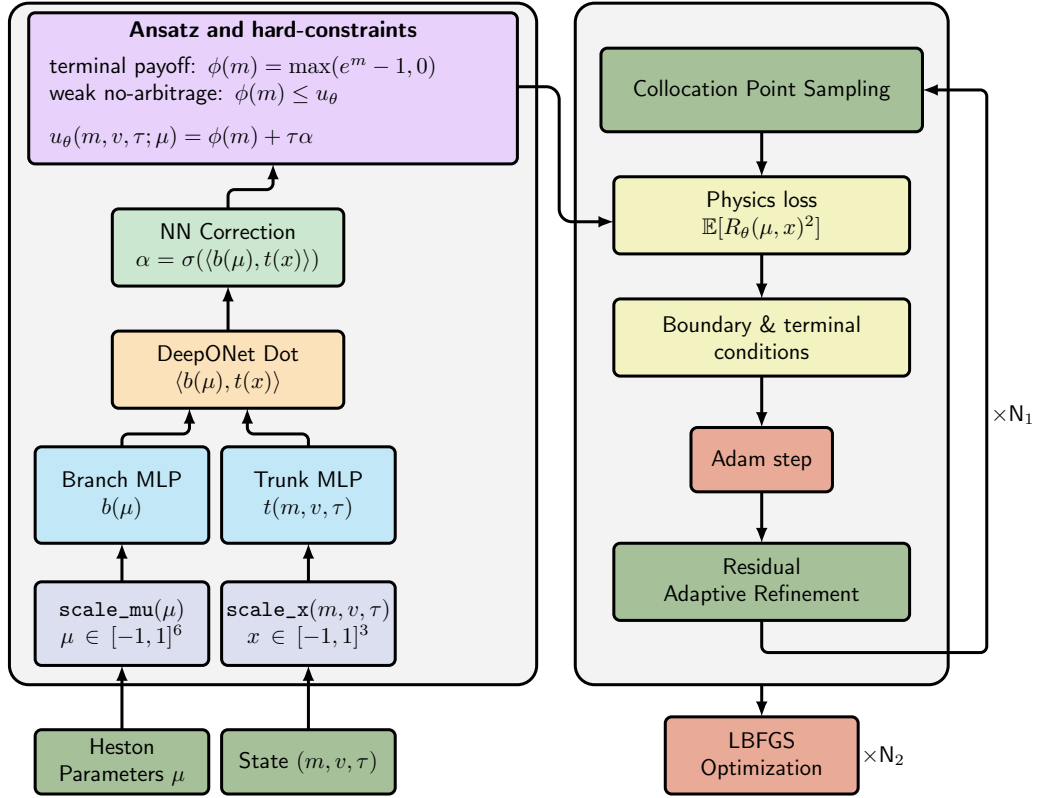 Ansatz and hard-constraints
terminal payoff: ϕ(m) = max(e^m − 1, 0)
weak no-arbitrage: ϕ(m) ≤ u_θ
u_θ(m, v, τ; μ) = ϕ(m) + τα
NN Correction
α = σ(⟨b(μ), t(x)⟩)
DeepONet Dot
⟨b(μ), t(x)⟩
Branch MLP
b(μ)
Trunk MLP
t(m, v, τ)
scale_mu(μ)
μ ∈ [−1, 1]^6
scale_x(m, v, τ)
x ∈ [−1, 1]^3
Heston
Parameters μ
State (m, v, τ)
Collocation Point Sampling
Physics loss
𝔼[R_θ(μ, x)^2]
Boundary & terminal
conditions
Adam step
Residual
Adaptive Refinement
×N_1
LBFGS
Optimization
×N_2